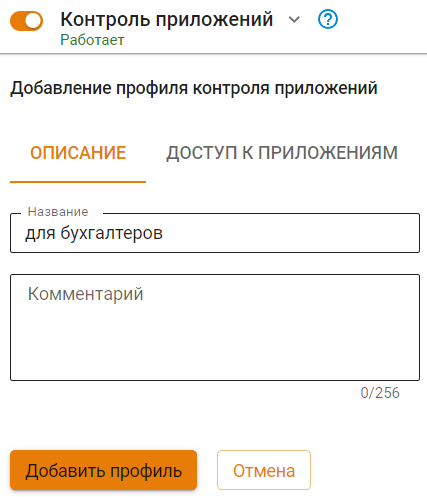 Контроль приложений
Работает
Добавление профиля контроля приложений
ОПИСАНИЕ ДОСТУП К ПРИЛОЖЕНИЯМ
Название
для бухгалтеров
Комментарий
0/256
Добавить профиль Отмена